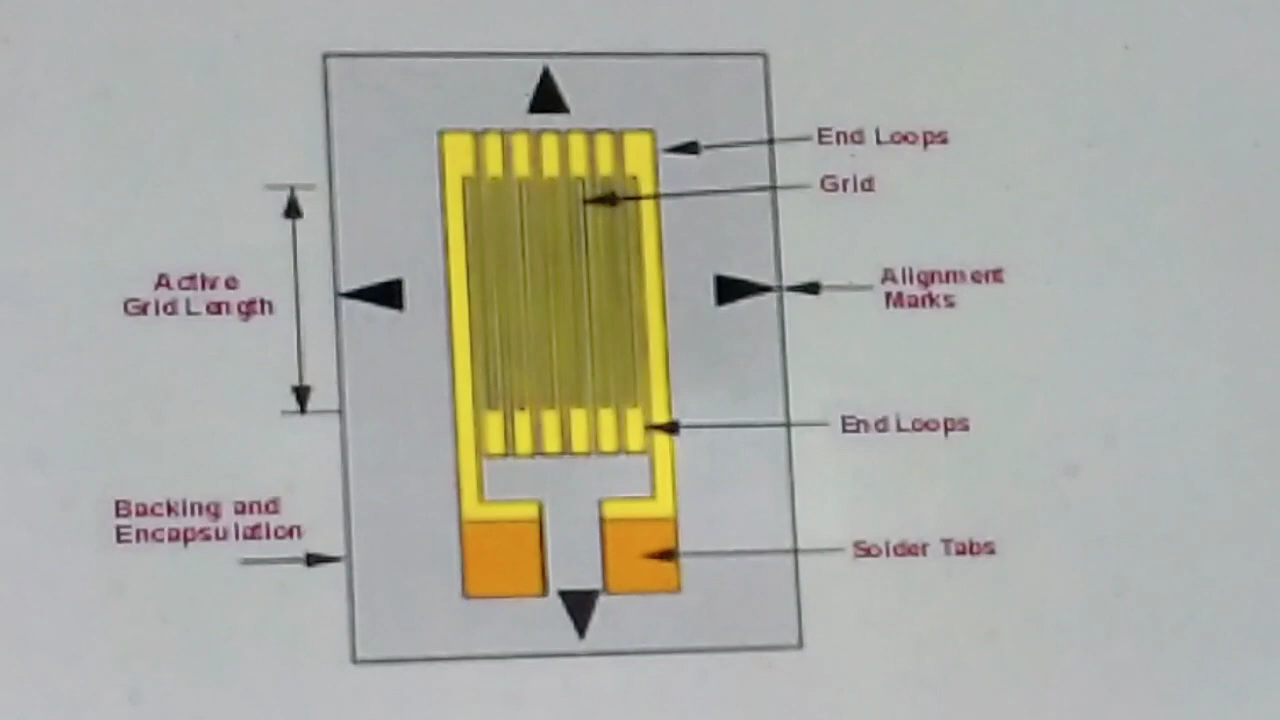 End Loops
Grid
Active
Grid Length
Alignment
Marks
End Loops
Backing and
Encapsulation
Solder Tabs